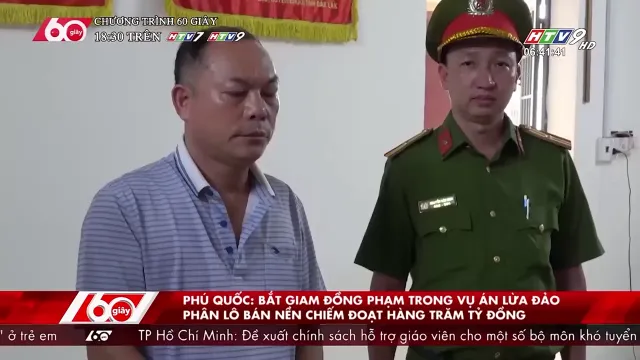 60 giây
CHƯƠNG TRÌNH 60 GIÂY
18:30 TRÊN HTV7 HTV9
HTV9 HD
06:41:41
PHÚ QUỐC: BẮT GIAM ĐỒNG PHẠM TRONG VỤ ÁN LỪA ĐẢO
PHÂN LÔ BÁN NỀN CHIẾM ĐOẠT HÀNG TRĂM TỶ ĐỒNG
60 giây
" ở trẻ em TP Hồ Chí Minh: Đề xuất chính sách hỗ trợ giáo viên cho một số bộ môn khó tuyển